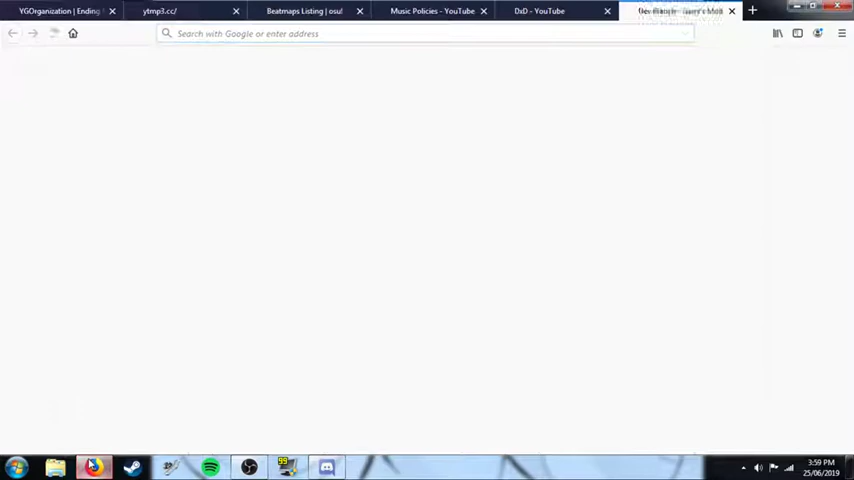 YGOrganization | Ending
ytmp3.cc/
Beatmaps Listing | osu!
Music Policies - YouTube
DxD - YouTube
Search with Google or enter address
99
3:59 PM
25/06/2019